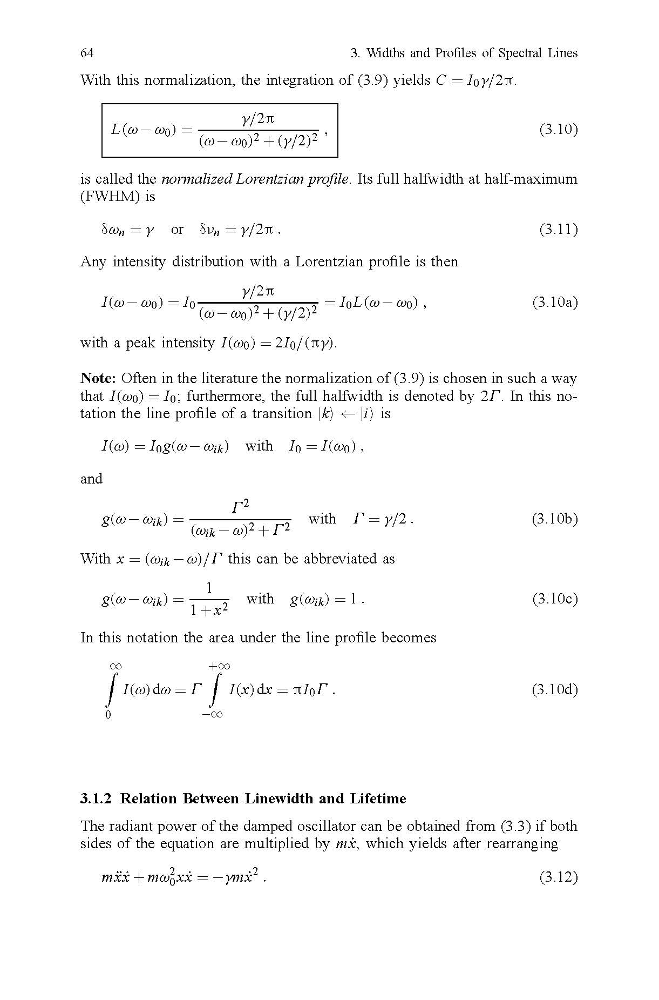 64 3. Widths and Profiles of Spectral Lines
With this normalization, the integration of (3.9) yields C = I₀γ/2π.
L(ω − ω₀) = (γ/2π) / ((ω − ω₀)² + (γ/2)²) , (3.10)
is called the normalized Lorentzian profile. Its full halfwidth at half-maximum
(FWHM) is
δωₙ = γ or δνₙ = γ/2π . (3.11)
Any intensity distribution with a Lorentzian profile is then
I(ω − ω₀) = I₀ (γ/2π) / ((ω − ω₀)² + (γ/2)²) = I₀L(ω − ω₀) , (3.10a)
with a peak intensity I(ω₀) = 2I₀/(πγ).
Note: Often in the literature the normalization of (3.9) is chosen in such a way
that I(ω₀) = I₀; furthermore, the full halfwidth is denoted by 2Γ. In this no-
tation the line profile of a transition |k⟩ ← |i⟩ is
I(ω) = I₀g(ω − ω_ik) with I₀ = I(ω₀) ,
and
g(ω − ω_ik) = Γ² / ((ω_ik − ω)² + Γ²) with Γ = γ/2 . (3.10b)
With x = (ω_ik − ω)/Γ this can be abbreviated as
g(ω − ω_ik) = 1 / (1 + x²) with g(ω_ik) = 1 . (3.10c)
In this notation the area under the line profile becomes
∫₀^∞ I(ω) dω = Γ ∫_−∞^+∞ I(x) dx = πI₀Γ . (3.10d)
3.1.2 Relation Between Linewidth and Lifetime
The radiant power of the damped oscillator can be obtained from (3.3) if both
sides of the equation are multiplied by mẋ, which yields after rearranging
mẍẋ + mω₀²xẋ = −γmẋ² . (3.12)